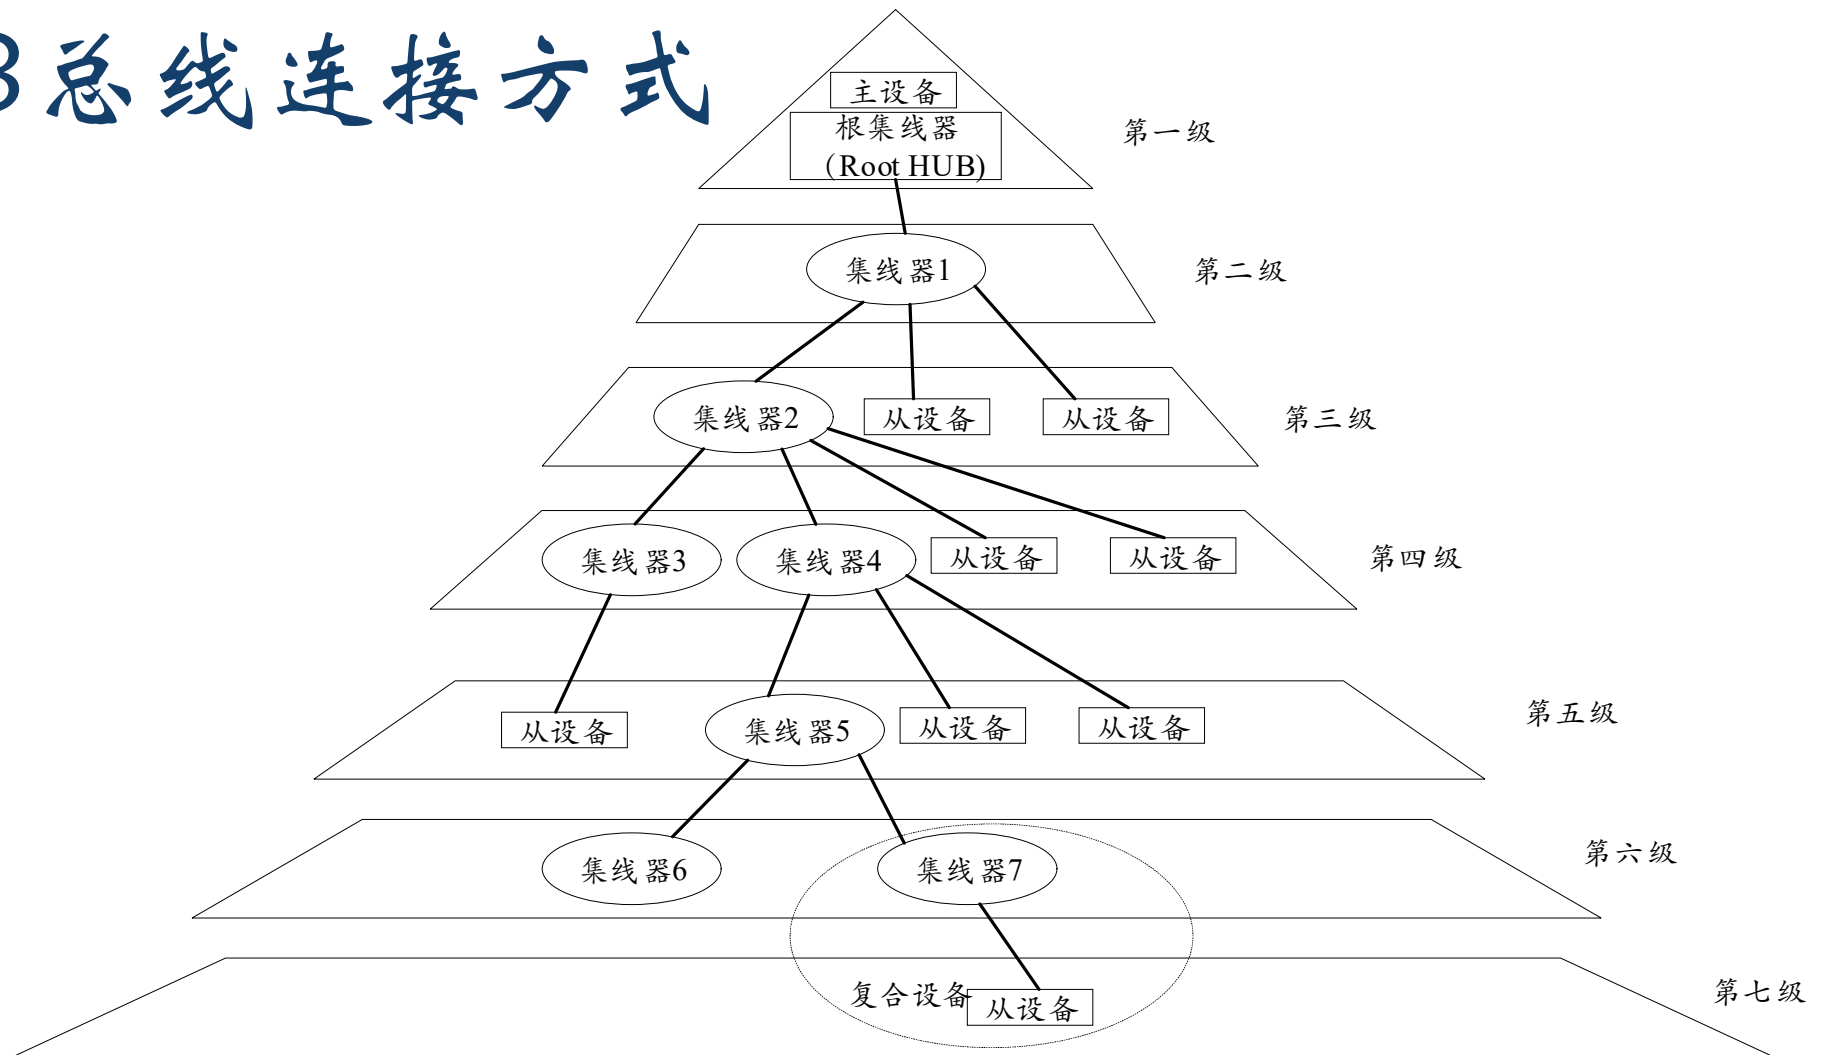 B总线连接方式
主设备
根集线器
（Root HUB)
第一级
集线器1
第二级
集线器2
从设备
从设备
第三级
集线器3
集线器4
从设备
从设备
第四级
从设备
集线器5
从设备
从设备
第五级
集线器6
集线器7
第六级
复合设备
从设备
第七级